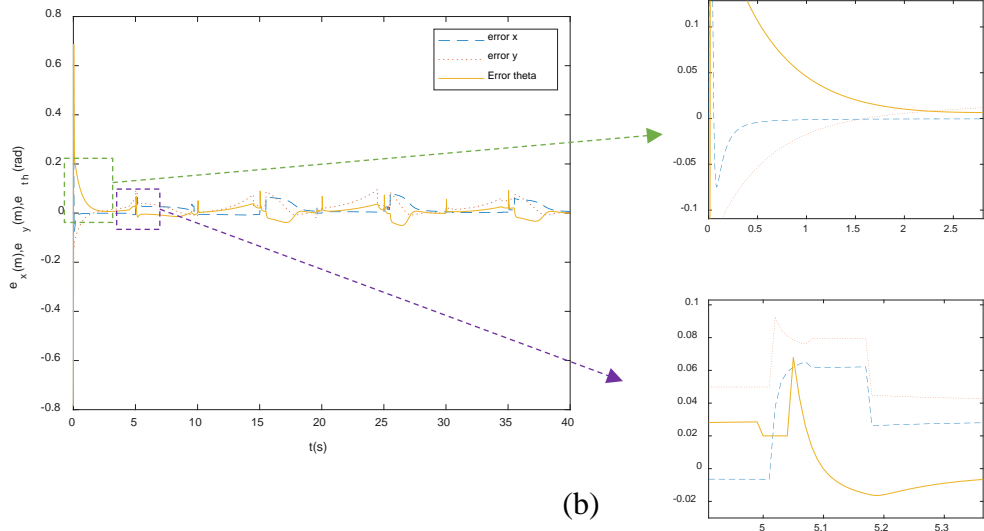 0.8
0.6
0.4
0.2
0
-0.2
-0.4
-0.6
-0.8
e x (m),e y (m),e th (rad)
error x
error y
Error theta
0 5 10 15 20 25 30 35 40
t(s)
0.1
0.05
0
-0.05
-0.1
0 0.5 1 1.5 2 2.5
0.1
0.08
0.06
0.04
0.02
0
-0.02
5 5.1 5.2 5.3
(b)